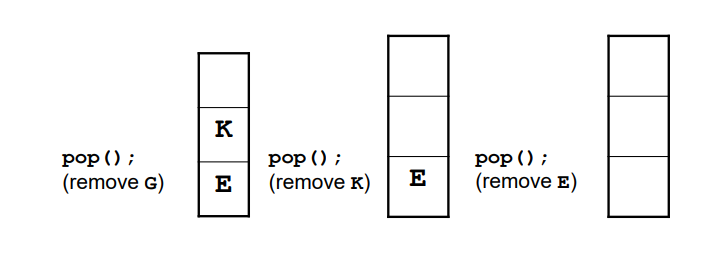 K
pop();
(remove G)
E
pop();
(remove K)
E
pop();
(remove E)